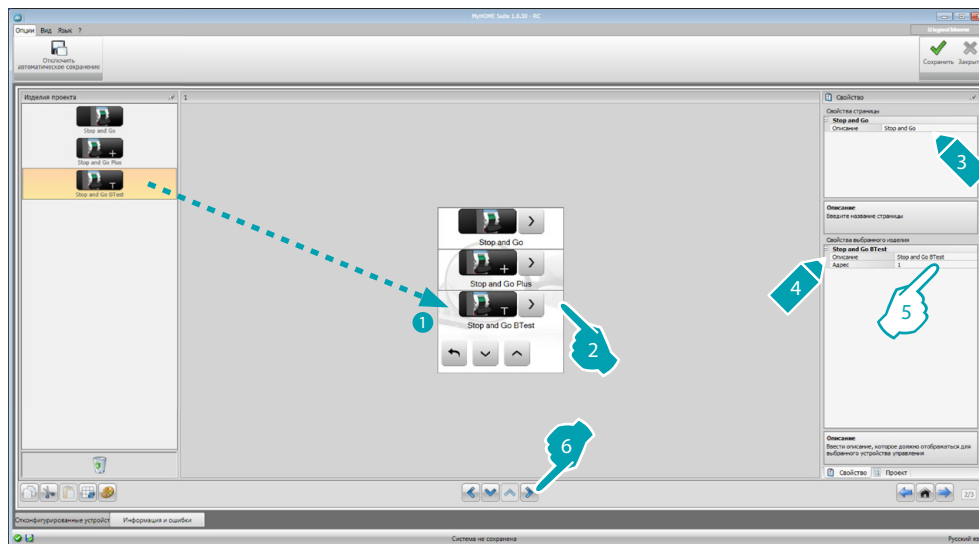 MyHOME Suite 1.0.30 - RC
Опции Вид Язык ?
Отключить
автоматическое сохранение
Сохранить Закрыть
Изделия проекта
1
Stop and Go
Stop and Go Plus
Stop and Go BTest
1
Stop and Go
Stop and Go Plus
Stop and Go BTest
2
6
Свойство
Свойства страницы
Stop and Go
Описание Stop and Go
3
Описание
Введите название страницы
Свойства выбранного изделия
Stop and Go BTest
Описание Stop and Go BTest
Адрес 1
4
5
Описание
Ввести описание, которое должно отображаться для
выбранного устройства управления
Свойство Проект
2/3
Отконфигурированные устройст Информация и ошибки
Система не сохранена
Русский